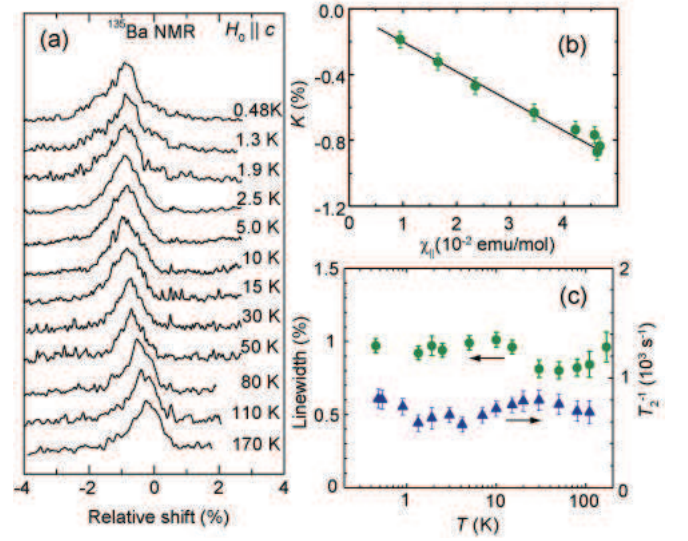 (a)
¹³⁵Ba NMR
H₀ || c
0.48K
1.3 K
1.9 K
2.5 K
5.0 K
10 K
15 K
30 K
50 K
80 K
110 K
170 K
-4 -2 0 2 4
Relative shift (%)
(b)
0.0
-0.4
-0.8
-1.2
K (%)
1 2 3 4
χ||(10⁻² emu/mol)
(c)
1.5
1
0.5
0
Linewidth (%)
2
1
0
T₂⁻¹ (10³ s⁻¹)
1 10 100
T (K)